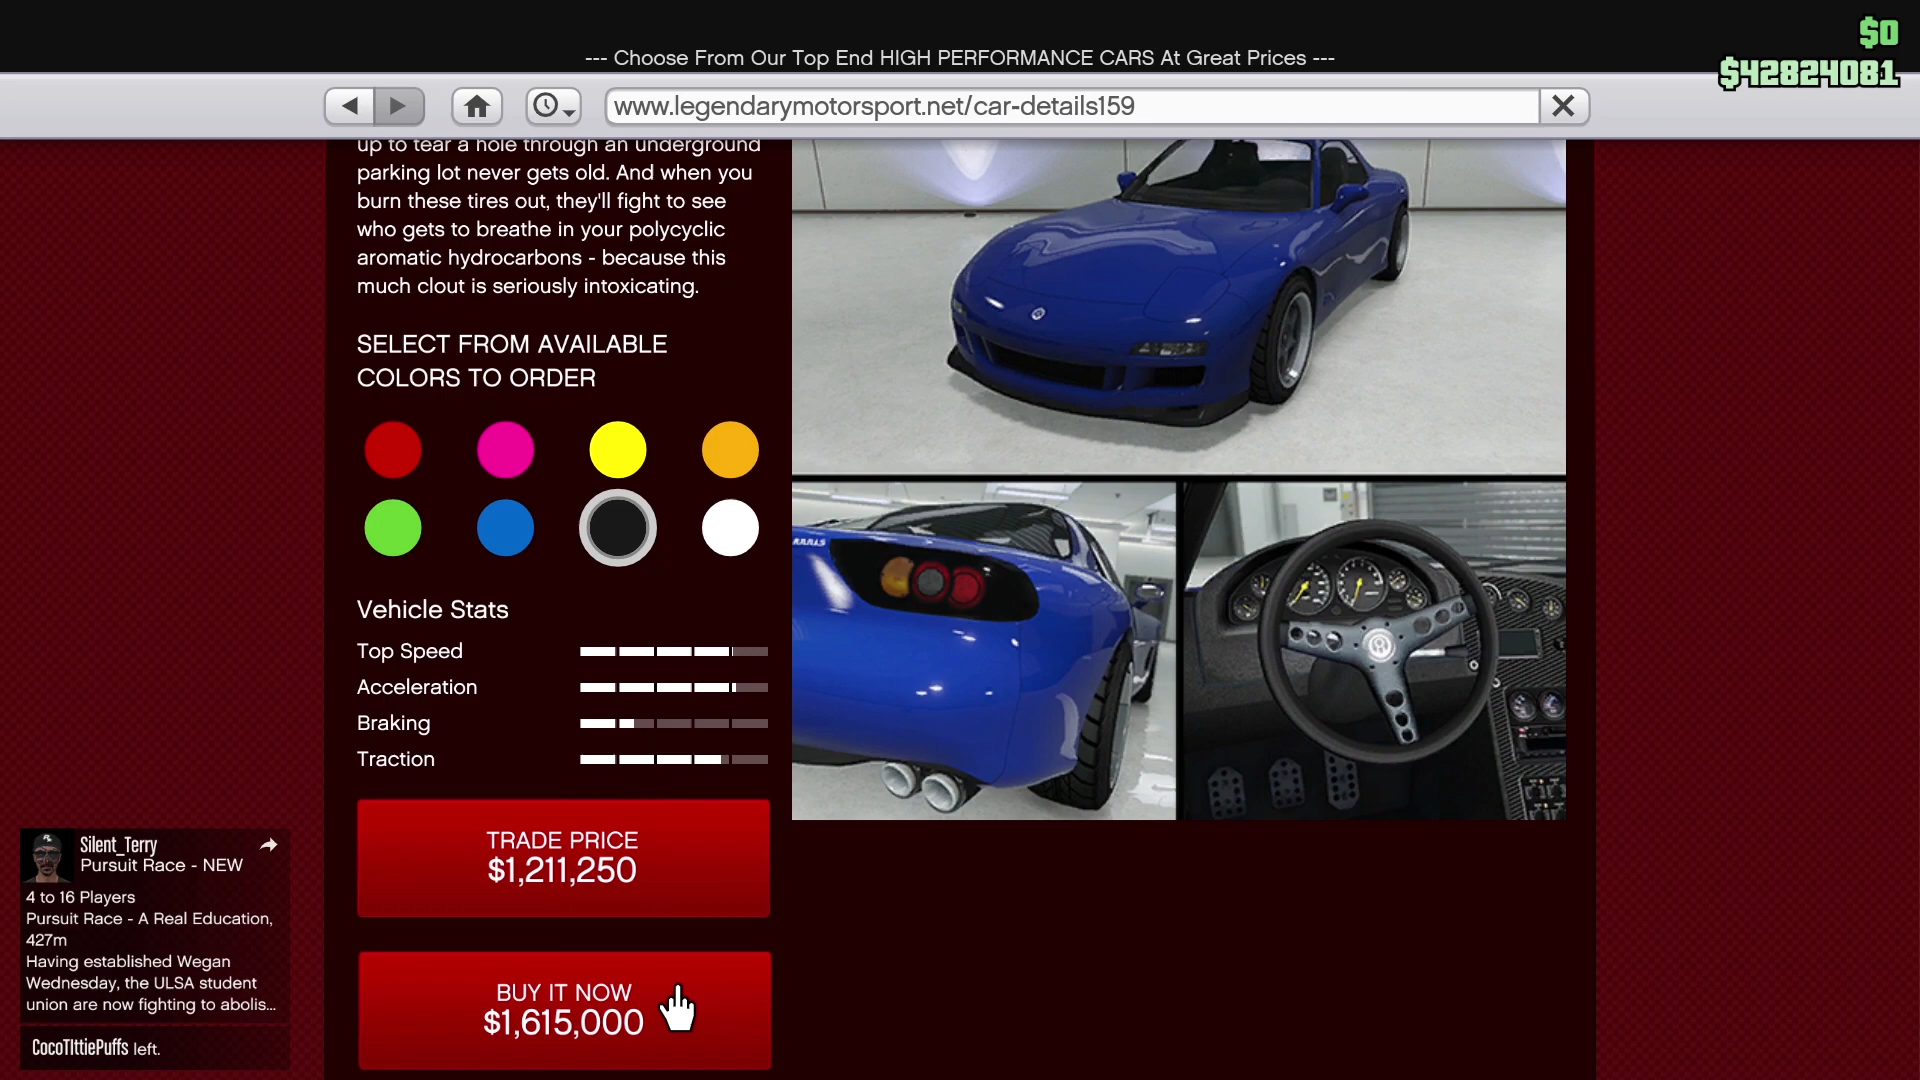 $0
--- Choose From Our Top End HIGH PERFORMANCE CARS At Great Prices ---
$42824081
www.legendarymotorsport.net/car-details159
up to tear a hole through an underground
parking lot never gets old. And when you
burn these tires out, they'll fight to see
who gets to breathe in your polycyclic
aromatic hydrocarbons - because this
much clout is seriously intoxicating.
SELECT FROM AVAILABLE
COLORS TO ORDER
Vehicle Stats
Top Speed
Acceleration
Braking
Traction
TRADE PRICE
$1,211,250
BUY IT NOW
$1,615,000
Silent_Terry
Pursuit Race - NEW
4 to 16 Players
Pursuit Race - A Real Education,
427m
Having established Wegan
Wednesday, the ULSA student
union are now fighting to abolis...
CocoTIttiePuffs left.